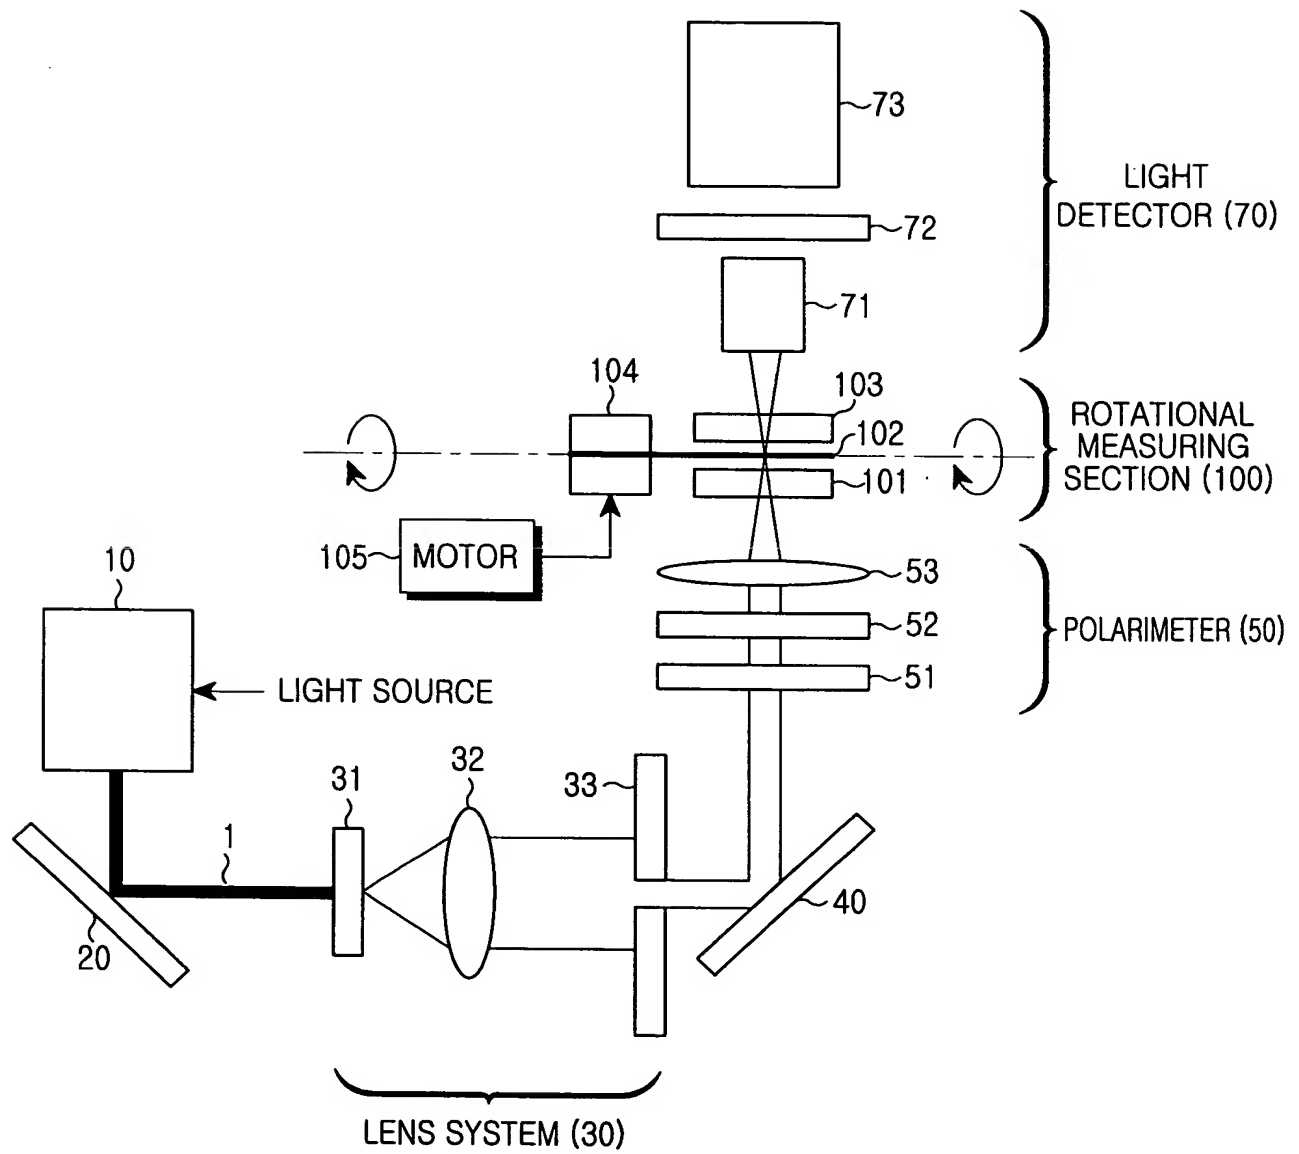 73
LIGHT
DETECTOR (70)
72
71
104
103
ROTATIONAL
MEASURING
SECTION (100)
102
101
105
MOTOR
10
53
52
POLARIMETER (50)
51
LIGHT SOURCE
31
32
33
1
20
40
LENS SYSTEM (30)